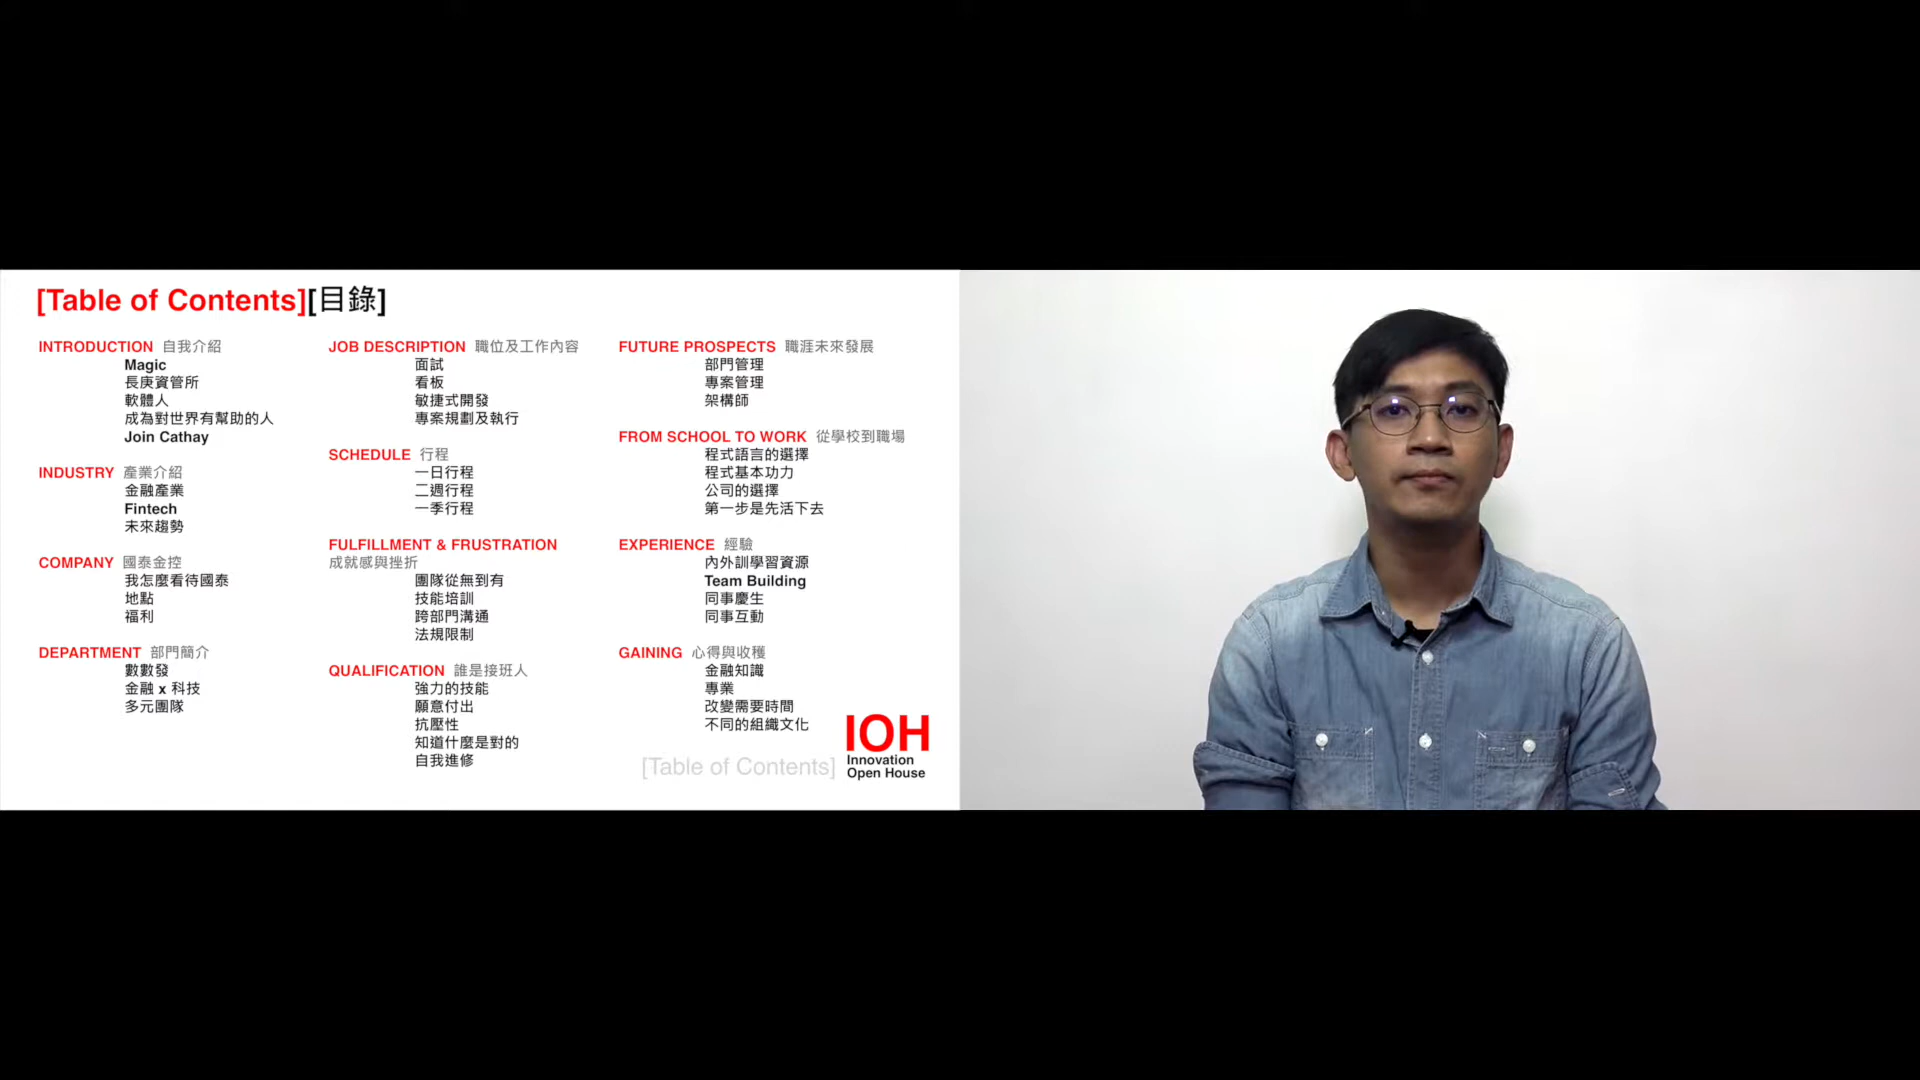 [Table of Contents][目錄]
INTRODUCTION 自我介紹
Magic
長庚資管所
軟體人
成為對世界有幫助的人
Join Cathay
INDUSTRY 產業介紹
金融產業
Fintech
未來趨勢
COMPANY 國泰金控
我怎麼看待國泰
地點
福利
DEPARTMENT 部門簡介
數數發
金融 x 科技
多元團隊
JOB DESCRIPTION 職位及工作內容
面試
看板
敏捷式開發
專案規劃及執行
SCHEDULE 行程
一日行程
二週行程
一季行程
FULFILLMENT & FRUSTRATION
成就感與挫折
團隊從無到有
技能培訓
跨部門溝通
法規限制
QUALIFICATION 誰是接班人
強力的技能
願意付出
抗壓性
知道什麼是對的
自我進修
FUTURE PROSPECTS 職涯未來發展
部門管理
專案管理
架構師
FROM SCHOOL TO WORK 從學校到職場
程式語言的選擇
程式基本功力
公司的選擇
第一步是先活下去
EXPERIENCE 經驗
內外訓學習資源
Team Building
同事慶生
同事互動
GAINING 心得與收穫
金融知識
專業
改變需要時間
不同的組織文化
[Table of Contents]
IOH
Innovation
Open House